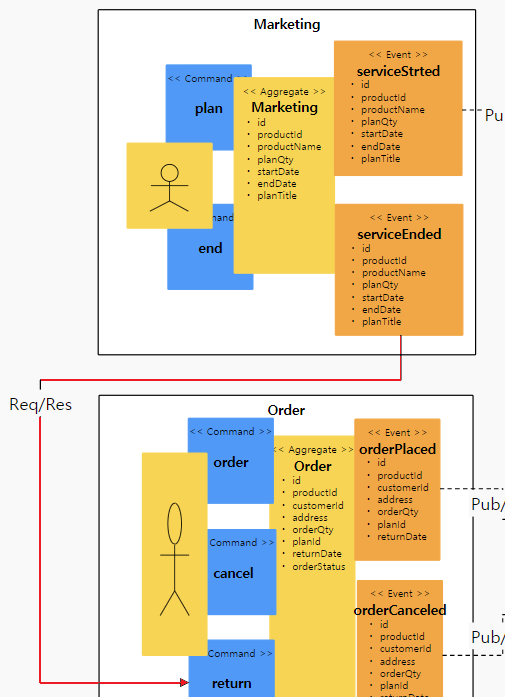 Marketing
<< Command >>
plan
<< Aggregate >>
Marketing
・ id
・ productId
・ productName
・ planQty
・ startDate
・ endDate
・ planTitle
<< Event >>
serviceStrted
・ id
・ productId
・ productName
・ planQty
・ startDate
・ endDate
・ planTitle
Pu
mand
end
<< Event >>
serviceEnded
・ id
・ productId
・ productName
・ planQty
・ startDate
・ endDate
・ planTitle
Req/Res
Order
<< Command >>
order
<< Aggregate >>
Order
・ id
・ productId
・ customerId
・ address
・ orderQty
・ planId
・ returnDate
・ orderStatus
<< Event >>
orderPlaced
・ id
・ productId
・ customerId
・ address
・ orderQty
・ planId
・ returnDate
Pub/
Command >>
cancel
<< Event >>
orderCanceled
・ id
・ productId
・ customerId
・ address
・ orderQty
・ planId
・ returnDate
Pub/
Command >>
return